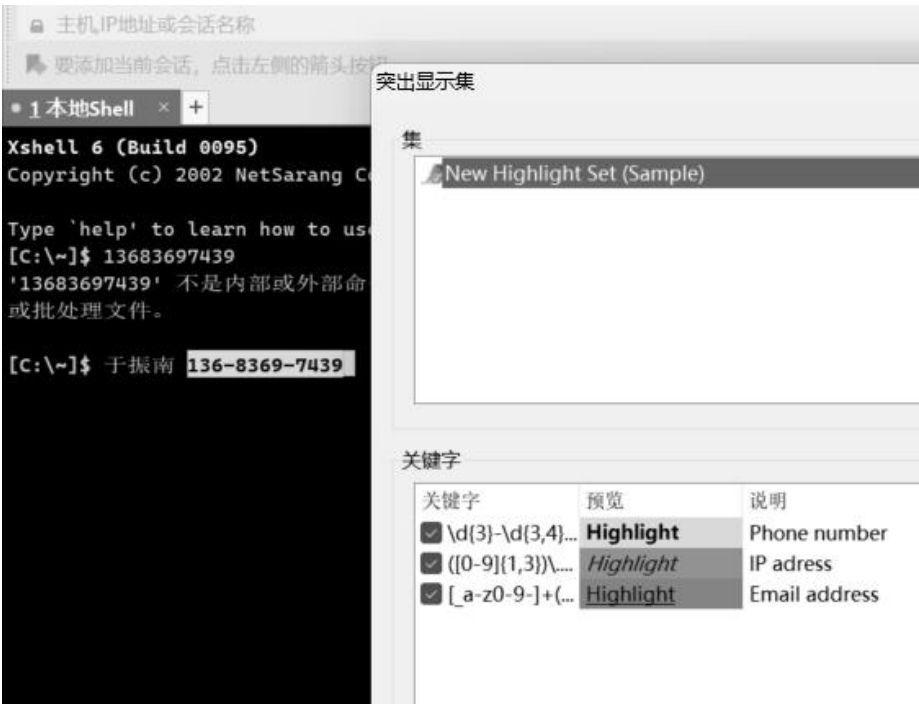 主机,IP地址或会话名称
要添加当前会话，点击左侧的箭头按钮
突出显示集
1 本地Shell × +
集
Xshell 6 (Build 0095)
New Highlight Set (Sample)
Copyright (c) 2002 NetSarang
Type `help' to learn how to
[C:\~]$ 13683697439
'13683697439' 不是内部或外部命
或批处理文件。
[C:\~]$ 于振南 136-8369-7439
关键字
关键字 预览 说明
\d{3}-\d{3,4}... Highlight Phone number
([0-9]{1,3})\.... Highlight IP adress
[_a-z0-9-]+(... Highlight Email address